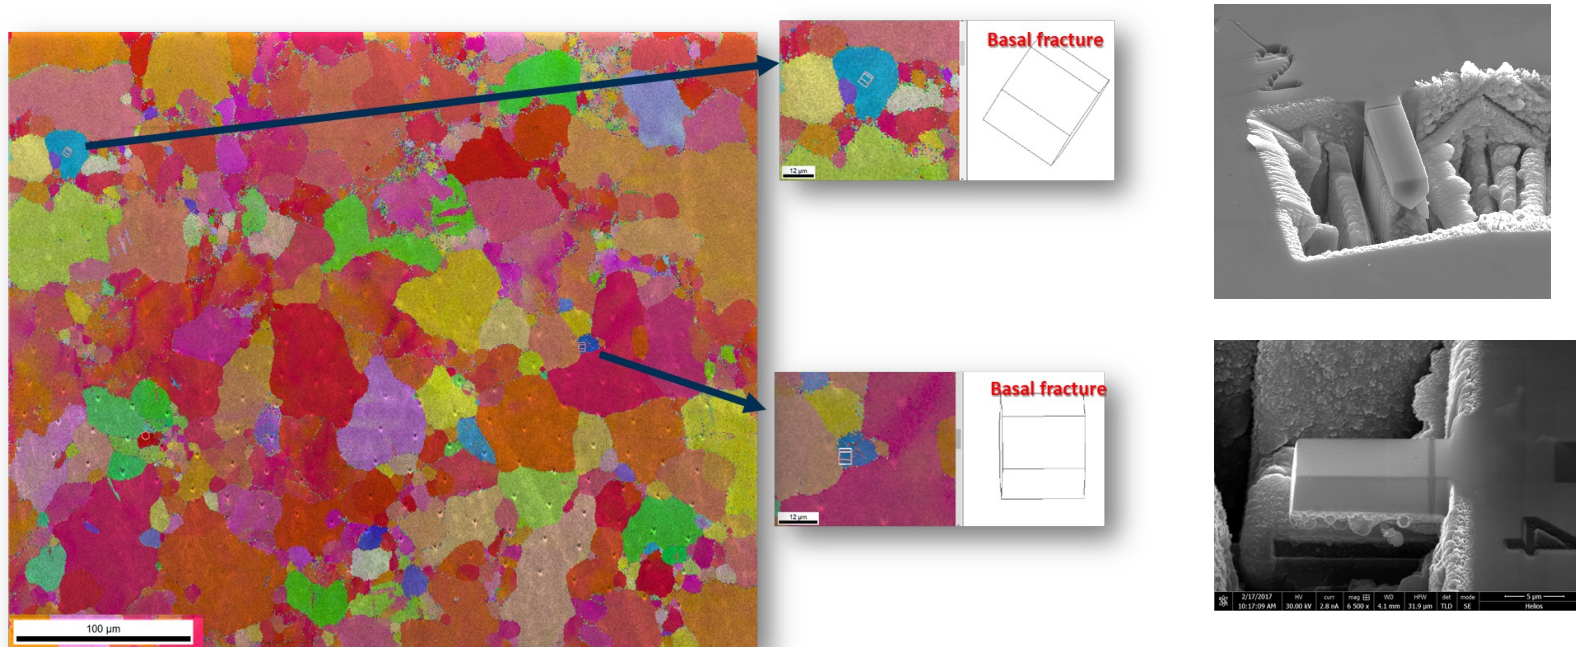 Basal fracture
12 µm
Basal fracture
12 µm
100 µm
4
2/17/2017 HV curr mag WD HFW det mode 5 µm
10:17:09 AM 30.00 kV 2.8 nA 6 500 x 4.1 mm 31.9 µm TLD SE Helios